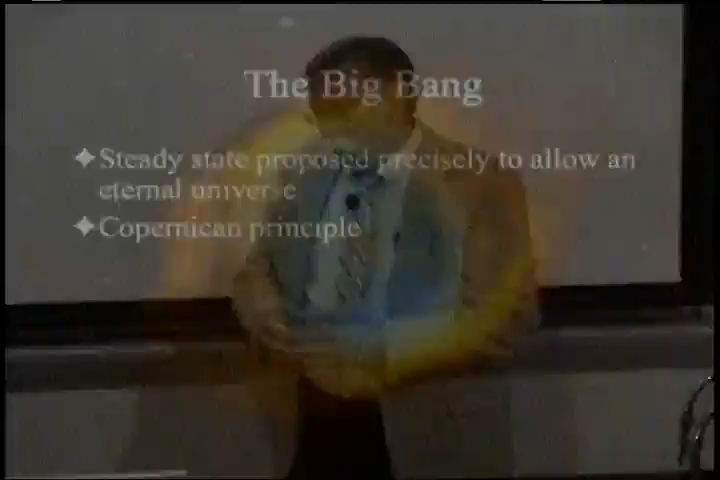 The Big Bang
✦Steady state proposed precisely to allow an
eternal universe
✦Copernican principle